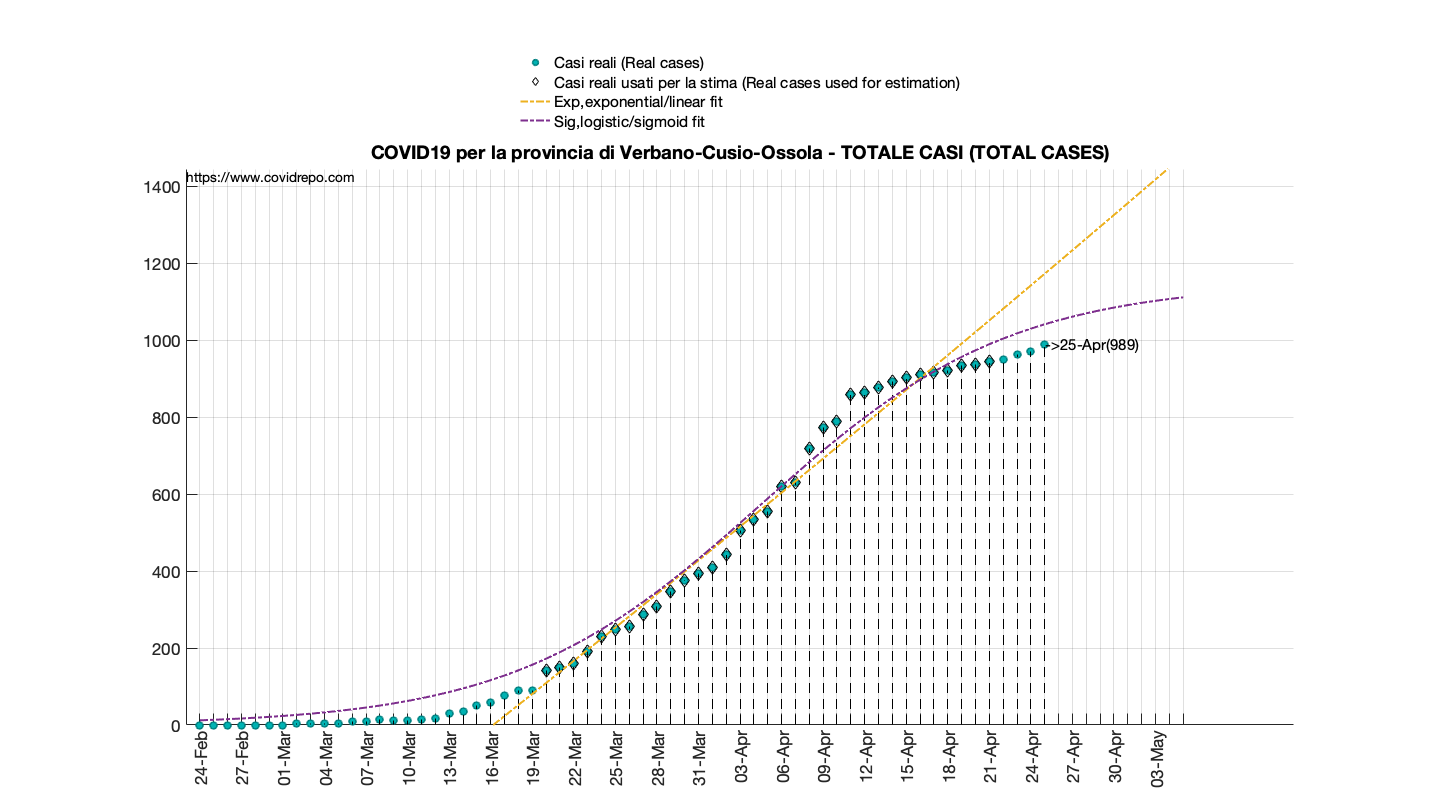 Casi reali (Real cases)
Casi reali usati per la stima (Real cases used for estimation)
Exp,exponential/linear fit
Sig,logistic/sigmoid fit
COVID19 per la provincia di Verbano-Cusio-Ossola - TOTALE CASI (TOTAL CASES)
https://www.covidrepo.com
1400
1200
1000
->25-Apr(989)
800
600
400
200
0
24-Feb
27-Feb
01-Mar
04-Mar
07-Mar
10-Mar
13-Mar
16-Mar
19-Mar
22-Mar
25-Mar
28-Mar
31-Mar
03-Apr
06-Apr
09-Apr
12-Apr
15-Apr
18-Apr
21-Apr
24-Apr
27-Apr
30-Apr
03-May